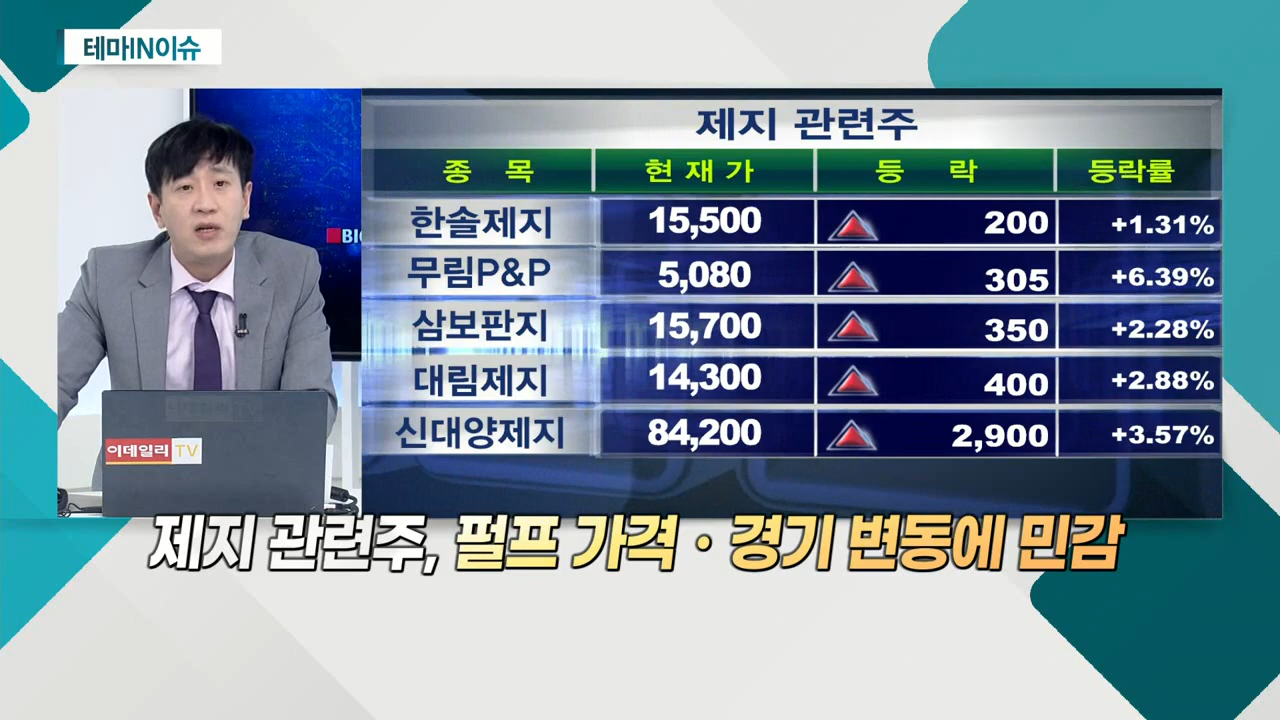 테마IN이슈
제지 관련주
종 목 현 재 가 등 락 등락률
한솔제지 15,500 ▲ 200 +1.31%
무림P&P 5,080 ▲ 305 +6.39%
삼보판지 15,700 ▲ 350 +2.28%
대림제지 14,300 ▲ 400 +2.88%
신대양제지 84,200 ▲ 2,900 +3.57%
이데일리 TV
제지 관련주, 펄프 가격·경기 변동에 민감